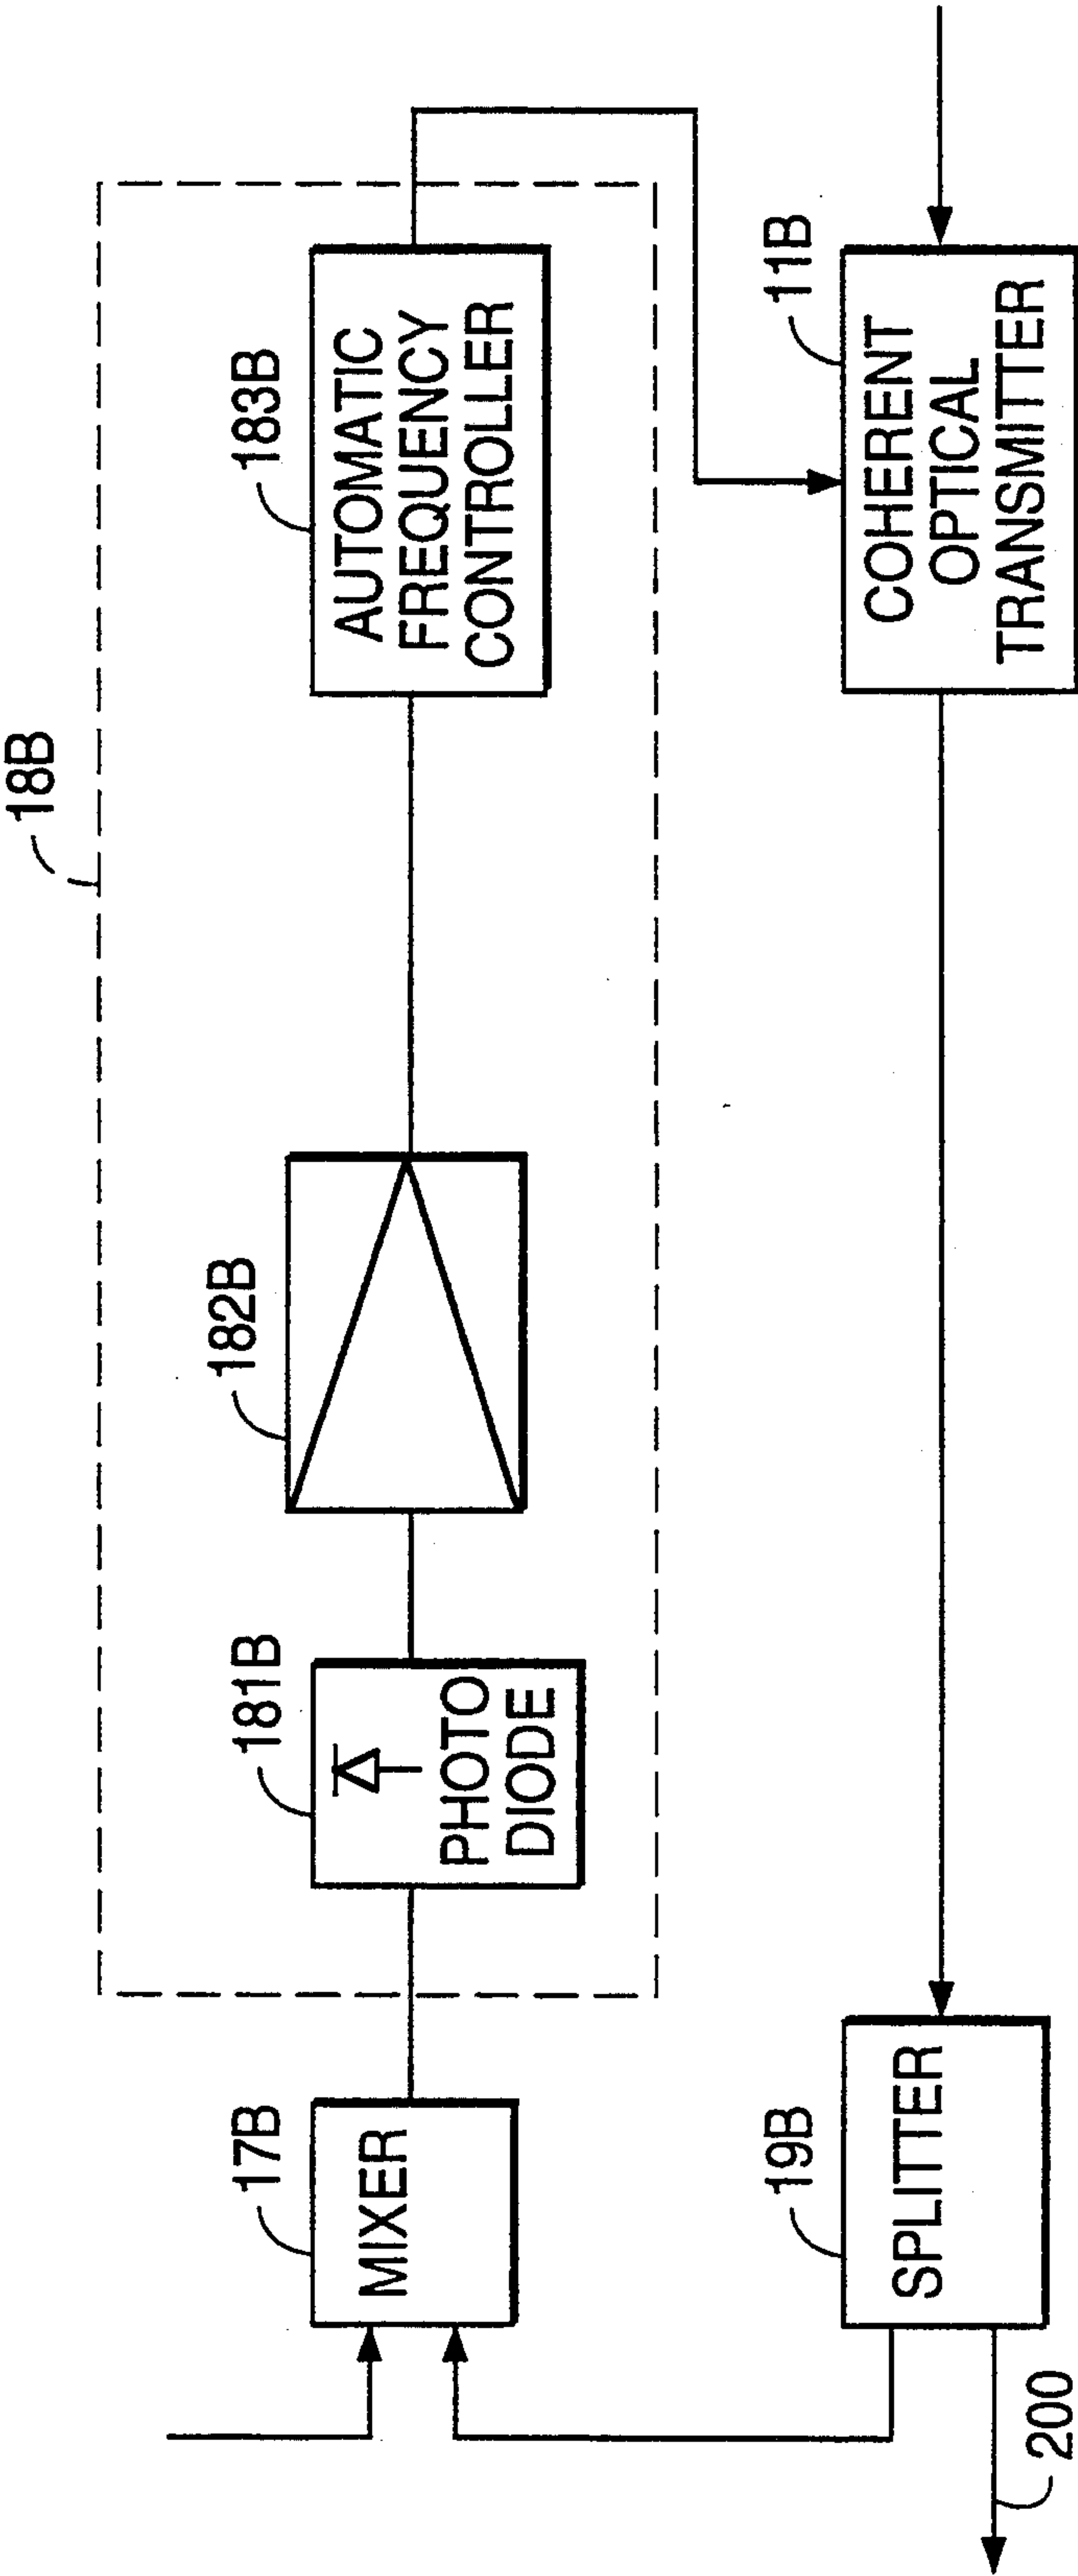 18B
17B
MIXER
181B
PHOTO
DIODE
182B
183B
AUTOMATIC
FREQUENCY
CONTROLLER
19B
SPLITTER
200
11B
COHERENT
OPTICAL
TRANSMITTER